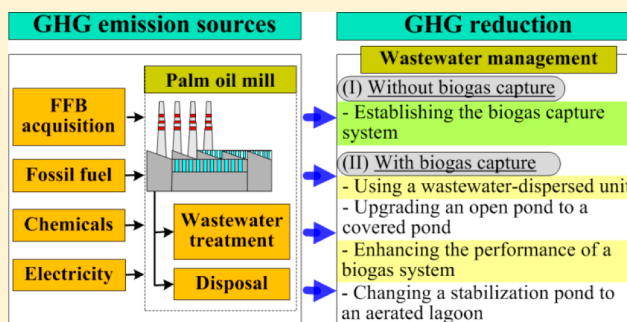 GHG emission sources
GHG reduction
FFB
acquisition
Fossil fuel
Chemicals
Electricity
Palm oil mill
Wastewater
treatment
Disposal
Wastewater management
(I) Without biogas capture
- Establishing the biogas capture
system
(II) With biogas capture
- Using a wastewater-dispersed unit
- Upgrading an open pond to a
covered pond
- Enhancing the performance of a
biogas system
- Changing a stabilization pond to
an aerated lagoon